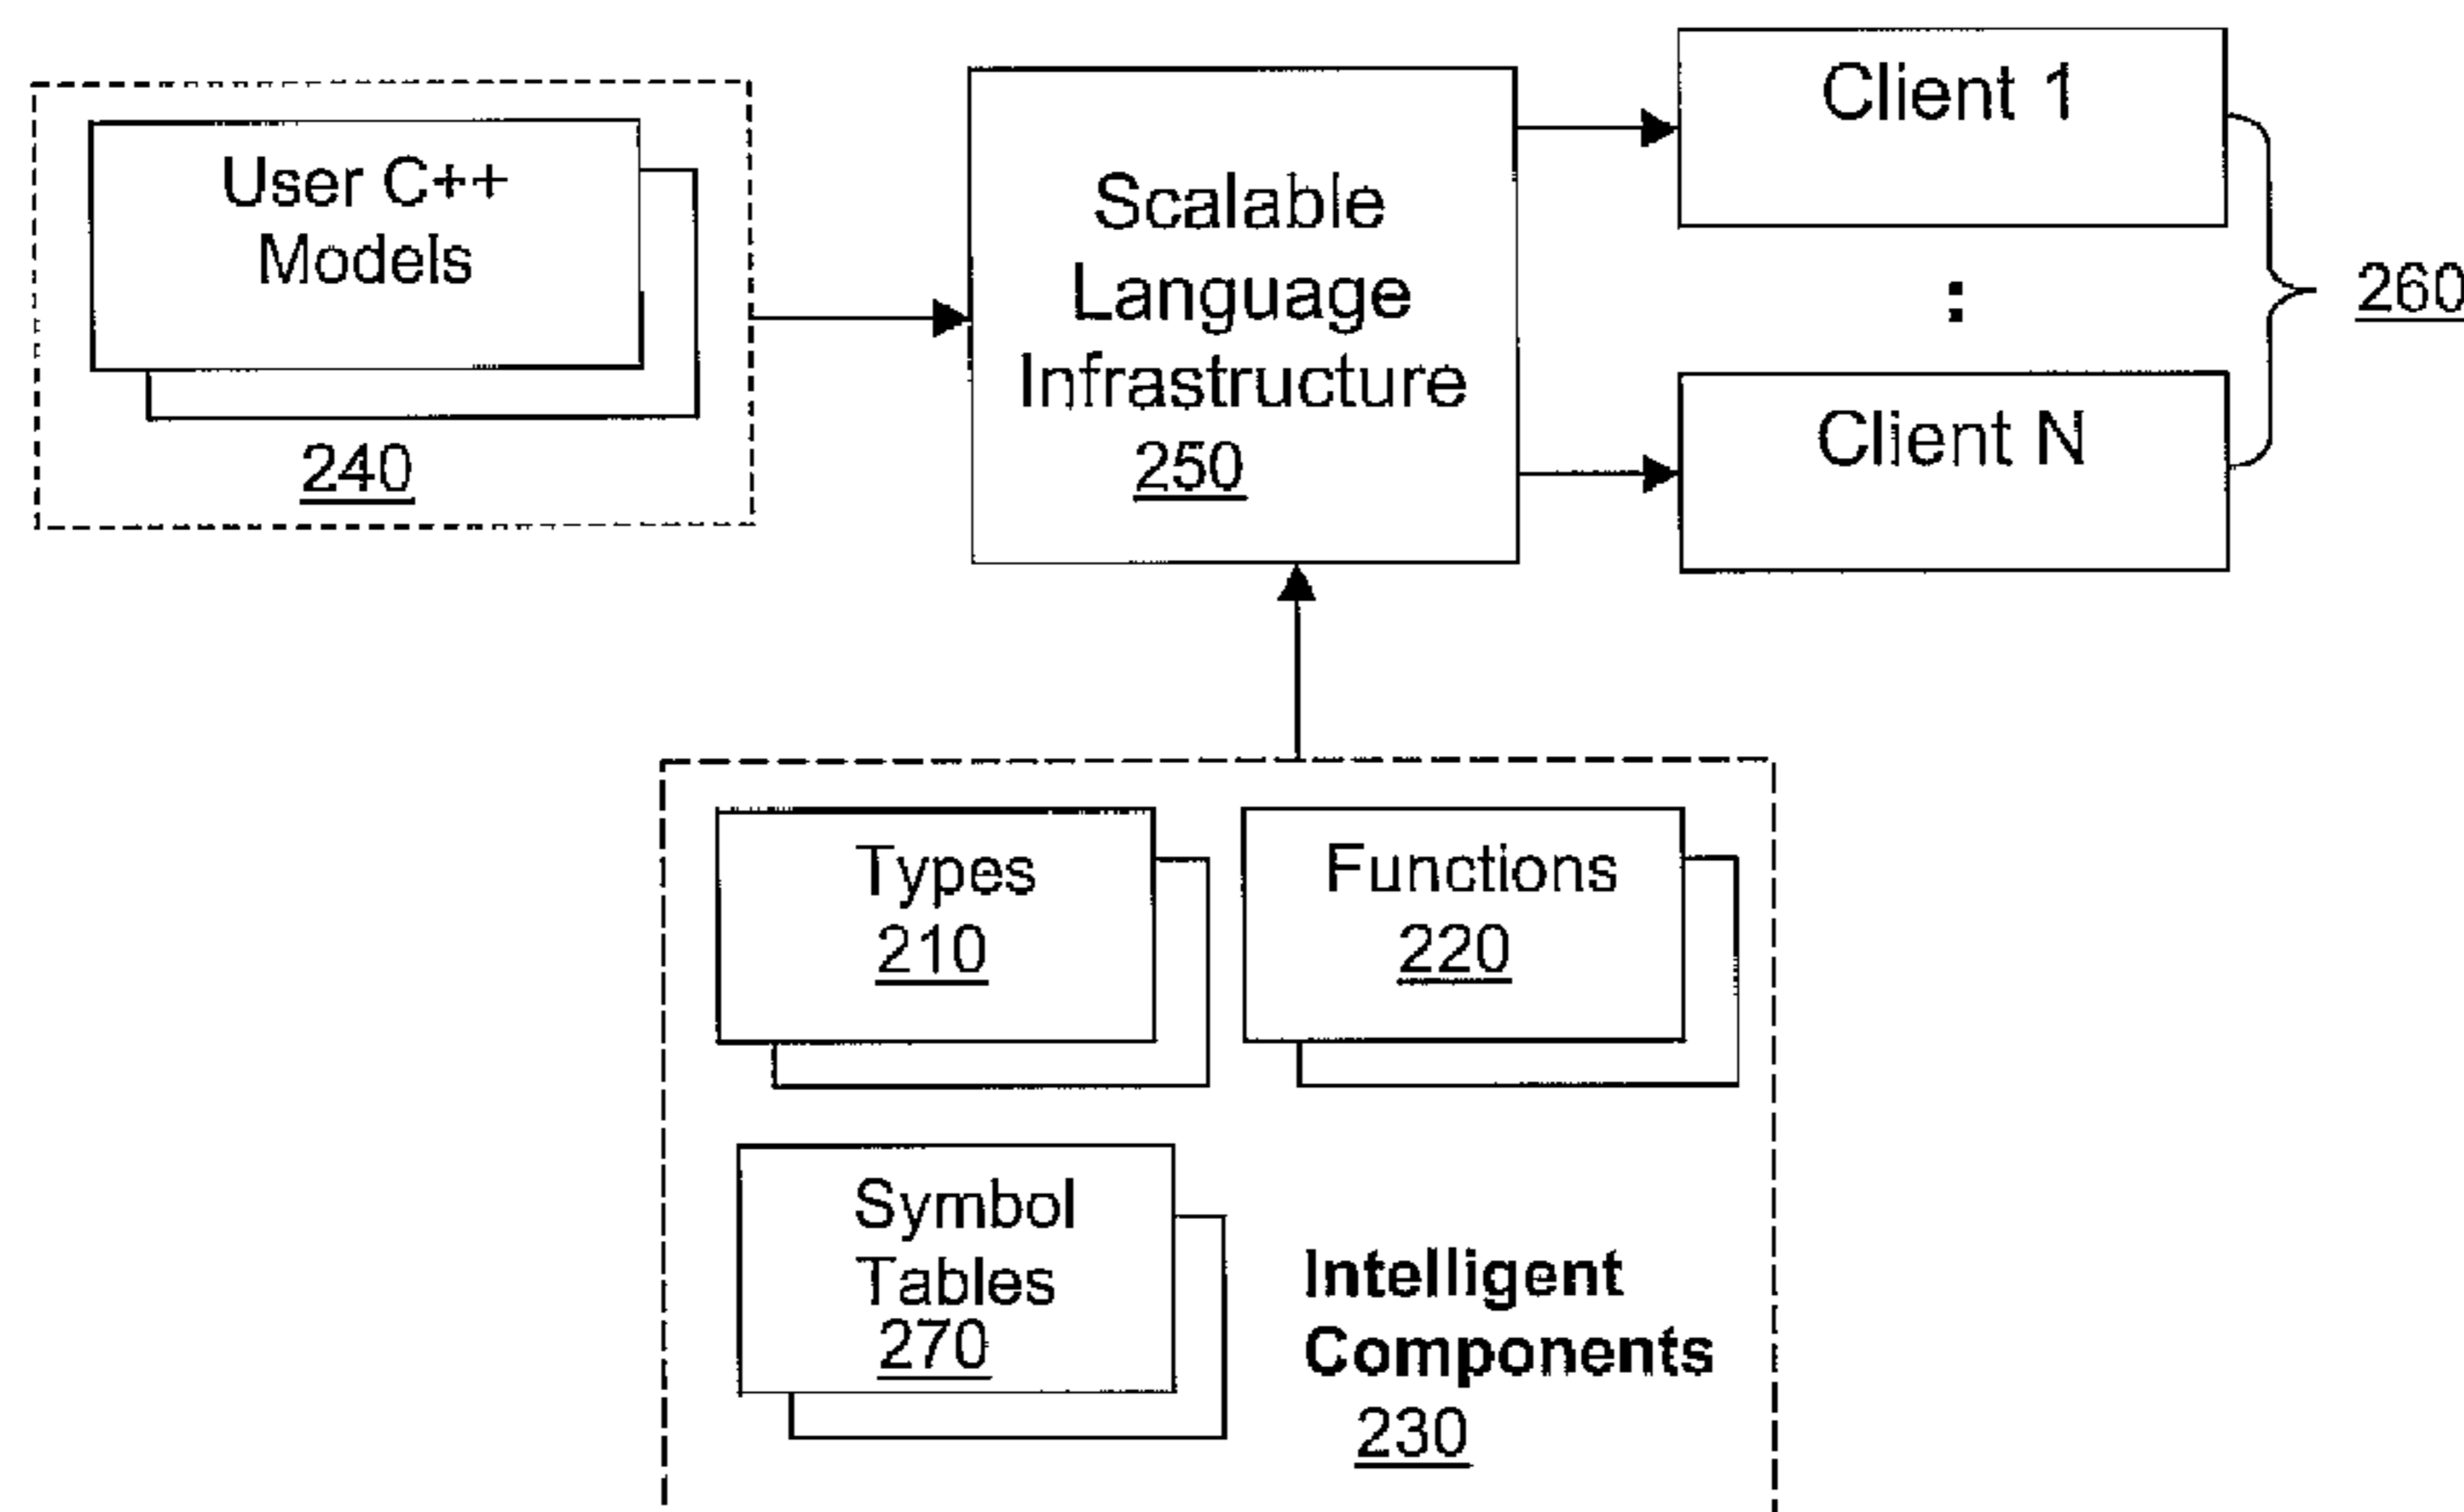 User C++
Models
240
Scalable
Language
Infrastructure
250
Client 1
:
Client N
260
Types
210
Functions
220
Symbol
Tables
270
Intelligent
Components
230